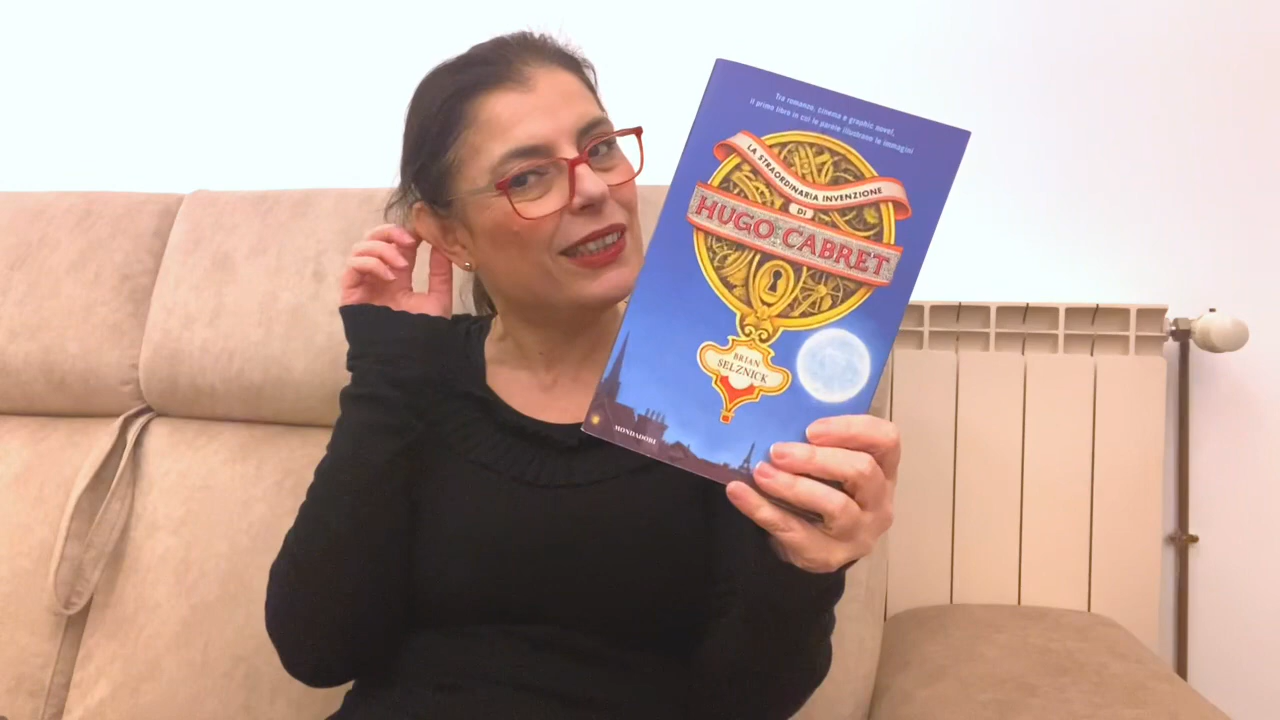 Tra romanzo, cinema e graphic novel,
il primo libro in cui le parole illustrano le immagini
LA STRAORDINARIA INVENZIONE
DI
HUGO CABRET
BRIAN
SELZNICK
MONDADORI